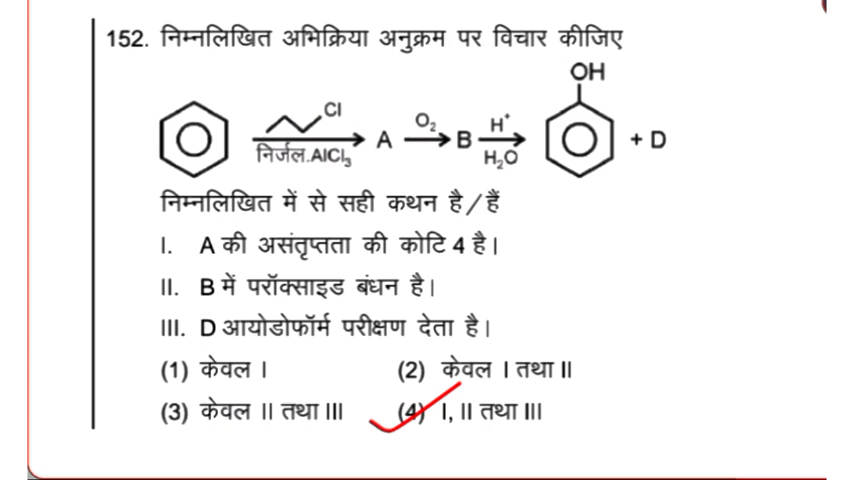 152. निम्नलिखित अभिक्रिया अनुक्रम पर विचार कीजिए
OH
Cl
निर्जल.AlCl₃
A
O₂
B
H⁺
H₂O
+ D
निम्नलिखित में से सही कथन है/हैं
I. A की असंतृप्तता की कोटि 4 है।
II. B में परॉक्साइड बंधन है।
III. D आयोडोफॉर्म परीक्षण देता है।
(1) केवल I (2) केवल I तथा II
(3) केवल II तथा III (4) I, II तथा III